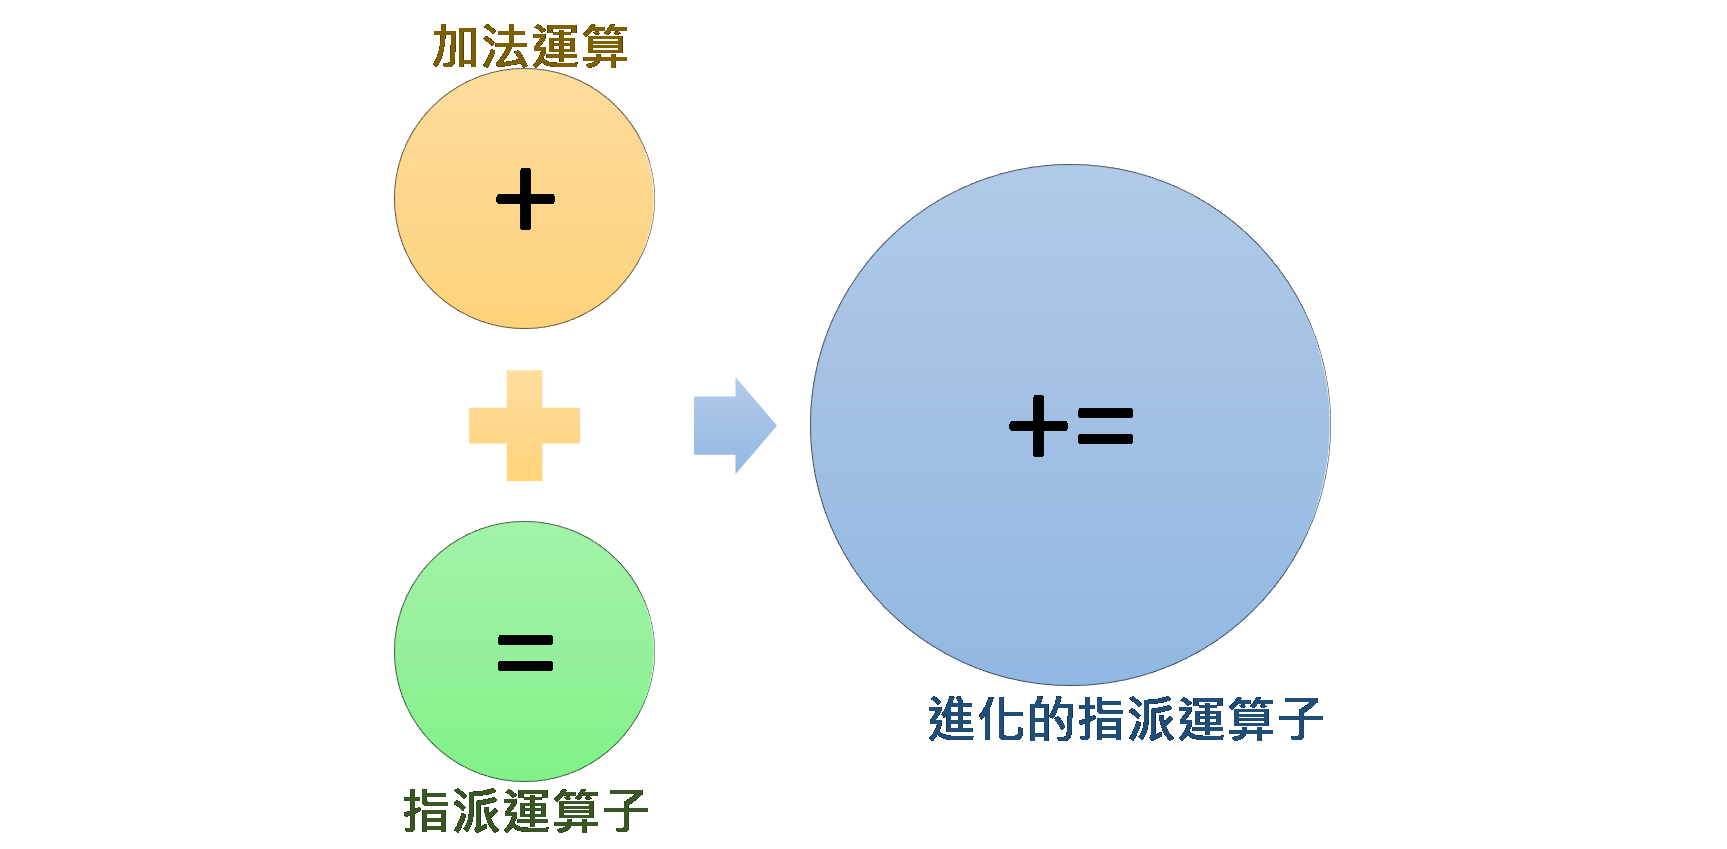 加法運算
+
=
指派運算子
+=
進化的指派運算子